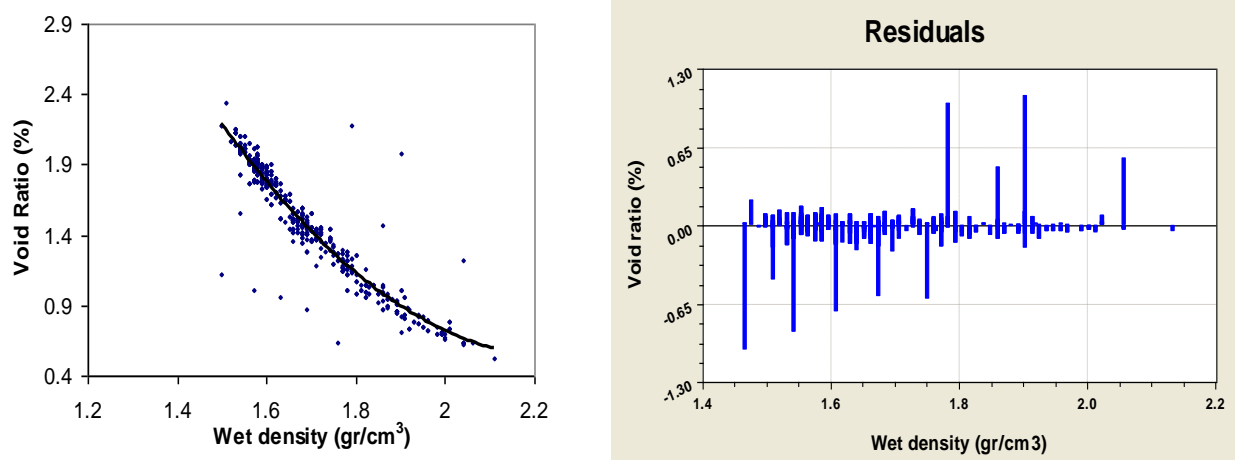 2.9
2.4
1.9
1.4
0.9
0.4
Void Ratio (%)
1.2 1.4 1.6 1.8 2 2.2
Wet density (gr/cm³)
Residuals
1.30
0.65
0.00
-0.65
-1.30
Void ratio (%)
1.4 1.6 1.8 2.0 2.2
Wet density (gr/cm3)